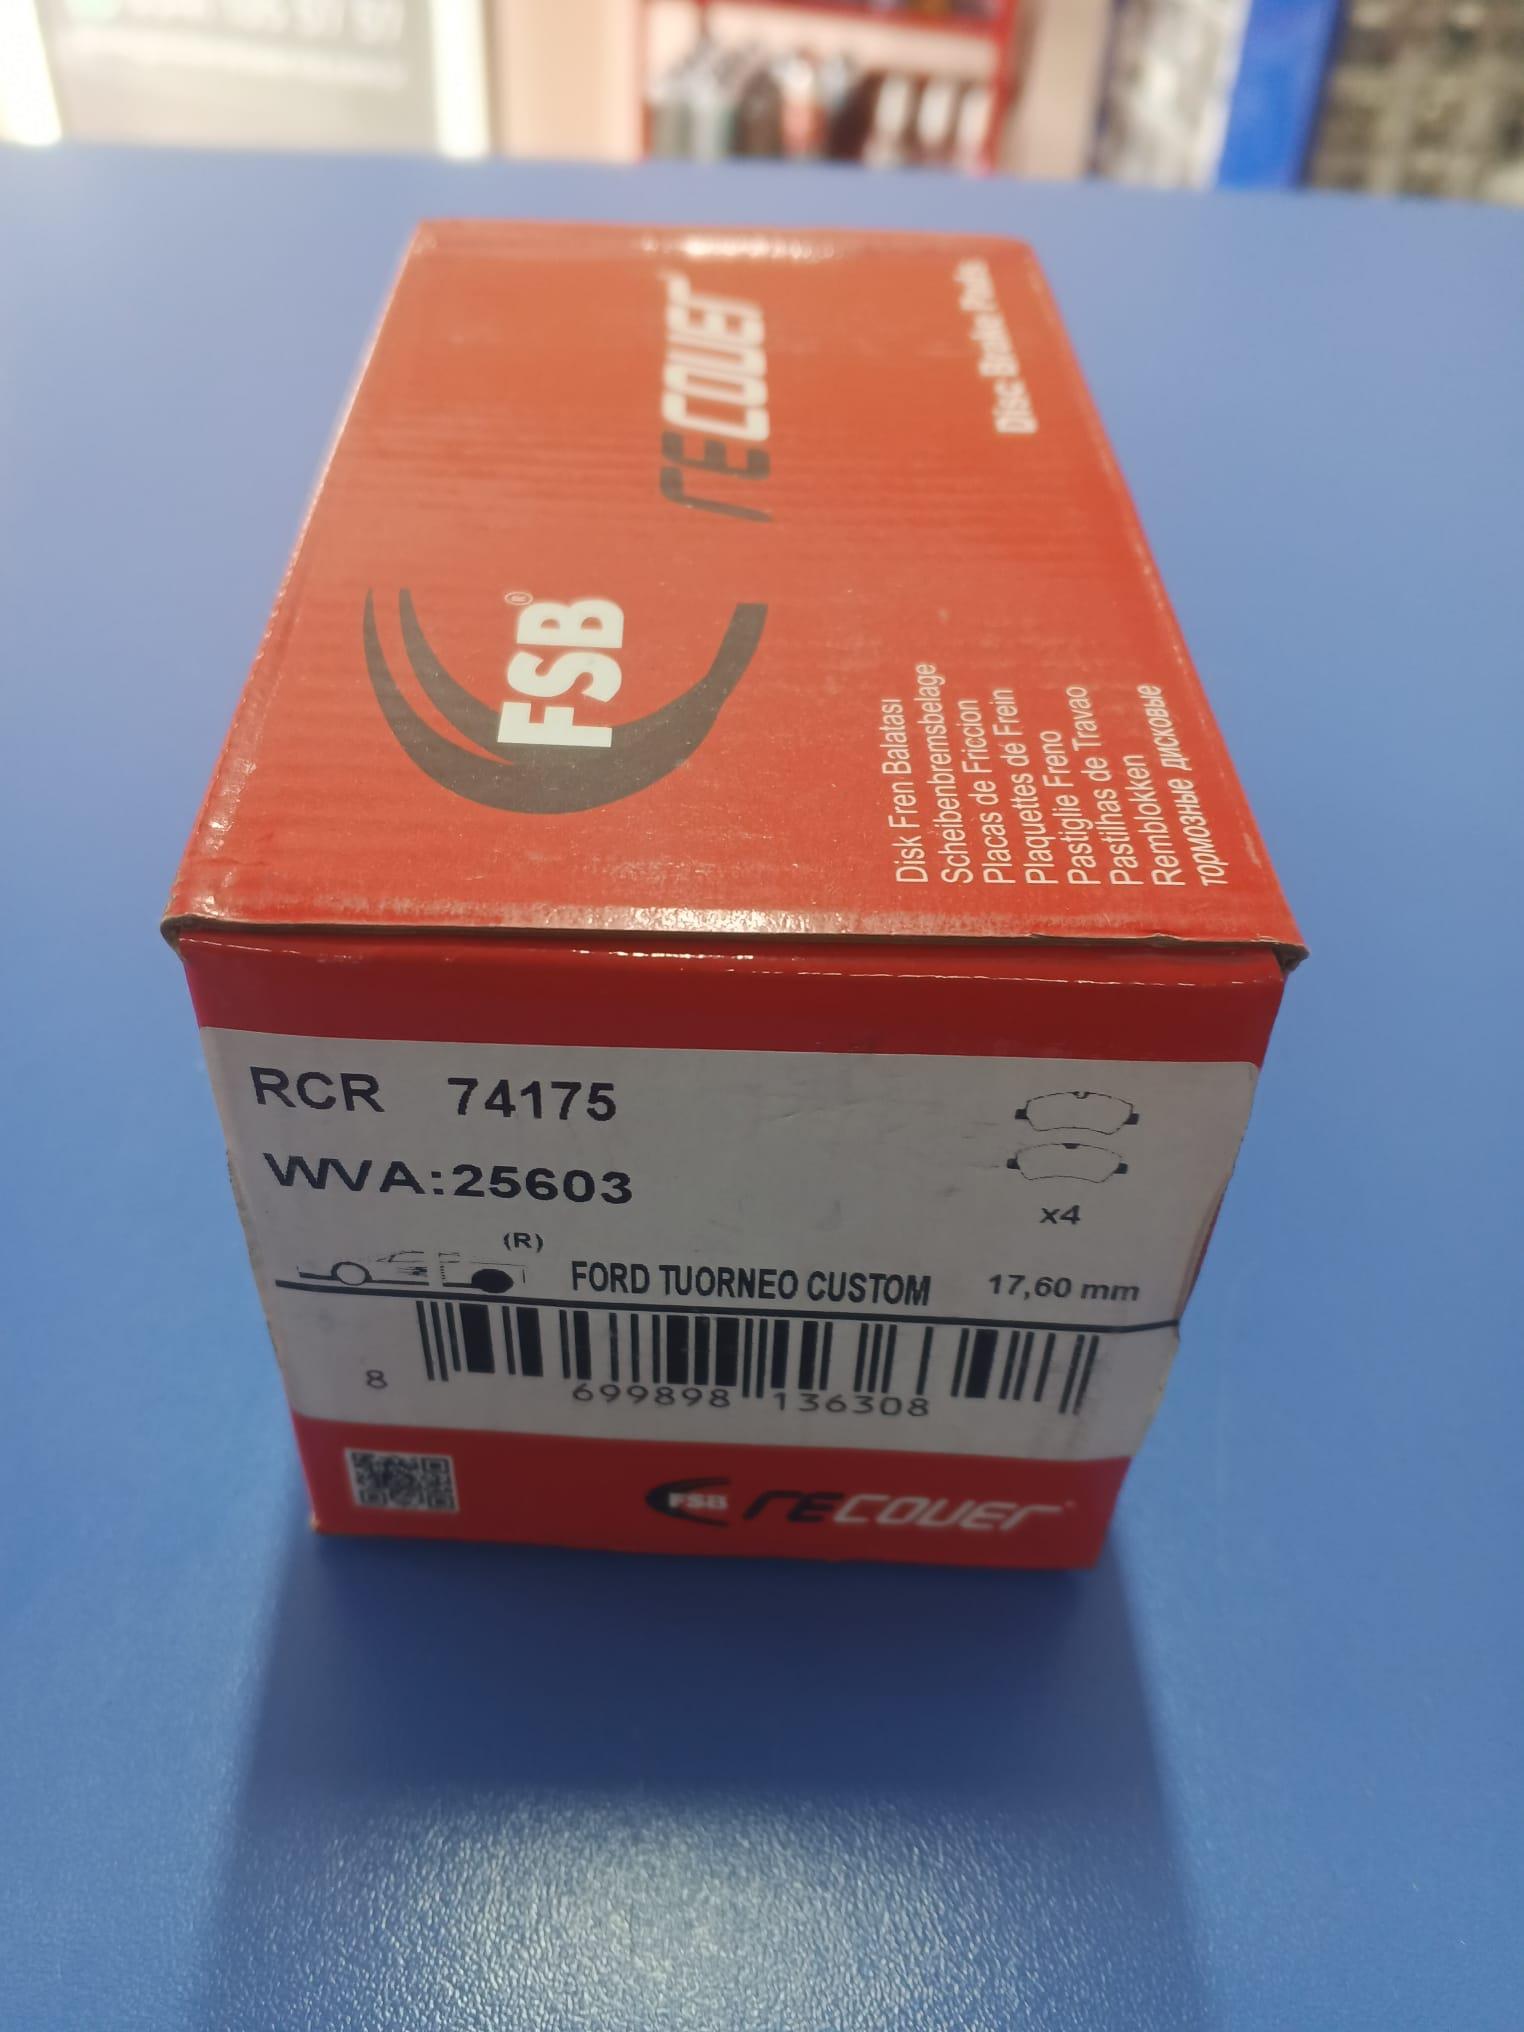 recover
Disc Brake Pads
FSB®
Disk Fren Balatası
Scheibenbremsbelage
Placas de Friccion
Plaquettes de Frein
Pastiglie Freno
Pastilhas de Travao
Remblokken
тормозные дисковые
RCR 74175
WVA:25603
x4
(R)
FORD TUORNEO CUSTOM 17,60 mm
8 699898 136308
FSB recover